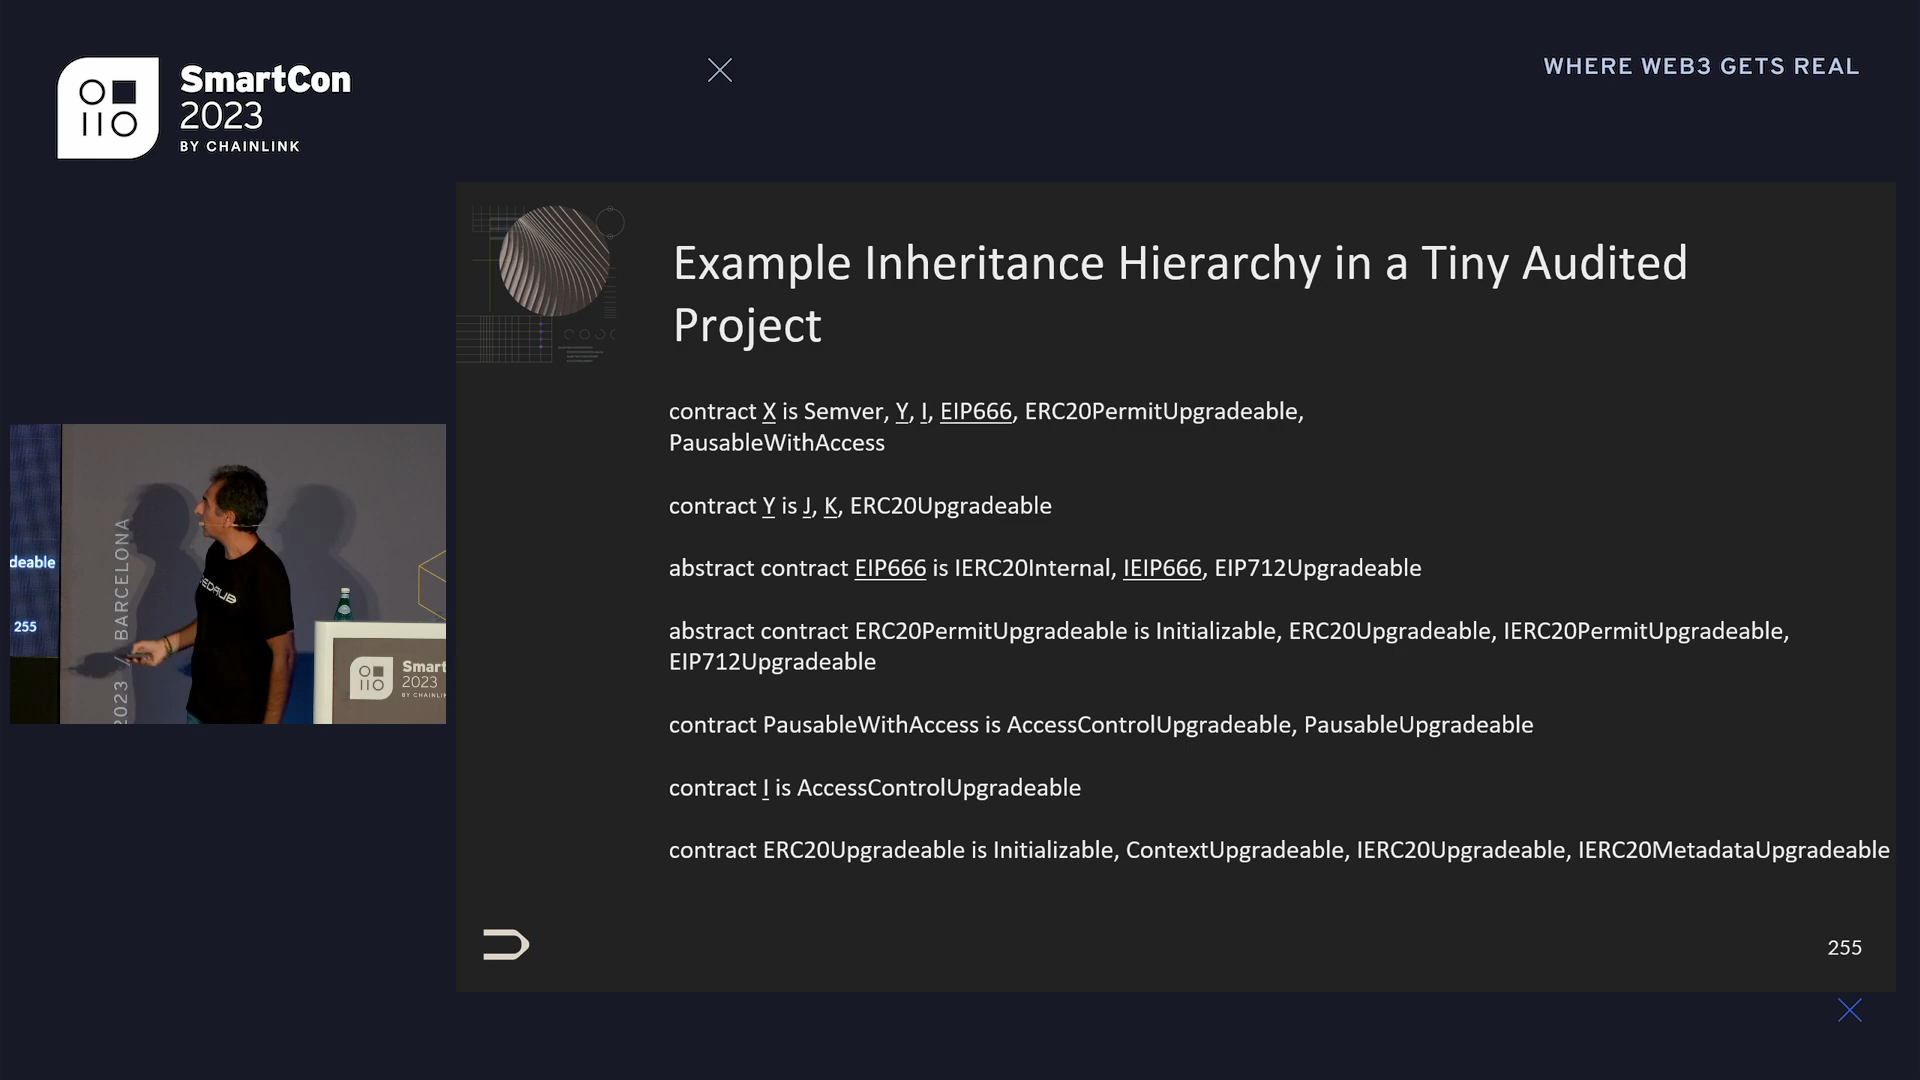 SmartCon
2023
BY CHAINLINK
WHERE WEB3 GETS REAL
Example Inheritance Hierarchy in a Tiny Audited
Project
contract X is Semver, Y, I, EIP666, ERC20PermitUpgradeable,
PausableWithAccess
contract Y is J, K, ERC20Upgradeable
abstract contract EIP666 is IERC20Internal, IEIP666, EIP712Upgradeable
abstract contract ERC20PermitUpgradeable is Initializable, ERC20Upgradeable, IERC20PermitUpgradeable,
EIP712Upgradeable
contract PausableWithAccess is AccessControlUpgradeable, PausableUpgradeable
contract I is AccessControlUpgradeable
contract ERC20Upgradeable is Initializable, ContextUpgradeable, IERC20Upgradeable, IERC20MetadataUpgradeable
255
deable
255
2023 / BARCELONA
Smart
2023
BY CHAINLIN